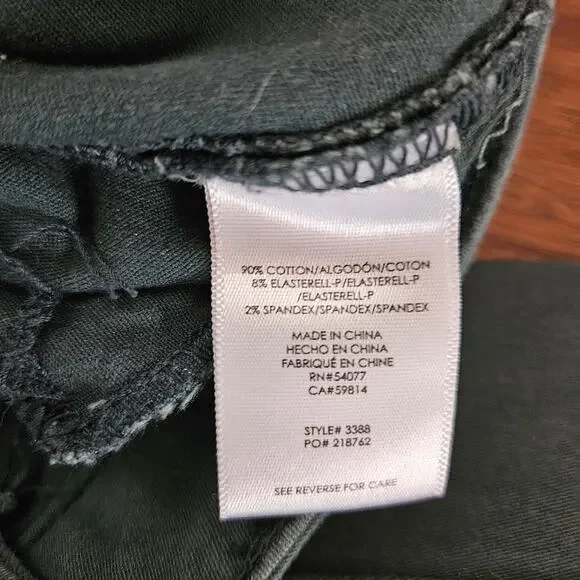 90% COTTON/ALGODÓN/COTON
8% ELASTERELL-P/ELASTERELL-P
/ELASTERELL-P
2% SPANDEX/SPANDEX/SPANDEX
MADE IN CHINA
HECHO EN CHINA
FABRIQUÉ EN CHINE
RN#54077
CA#59814
STYLE# 3388
PO# 218762
SEE REVERSE FOR CARE